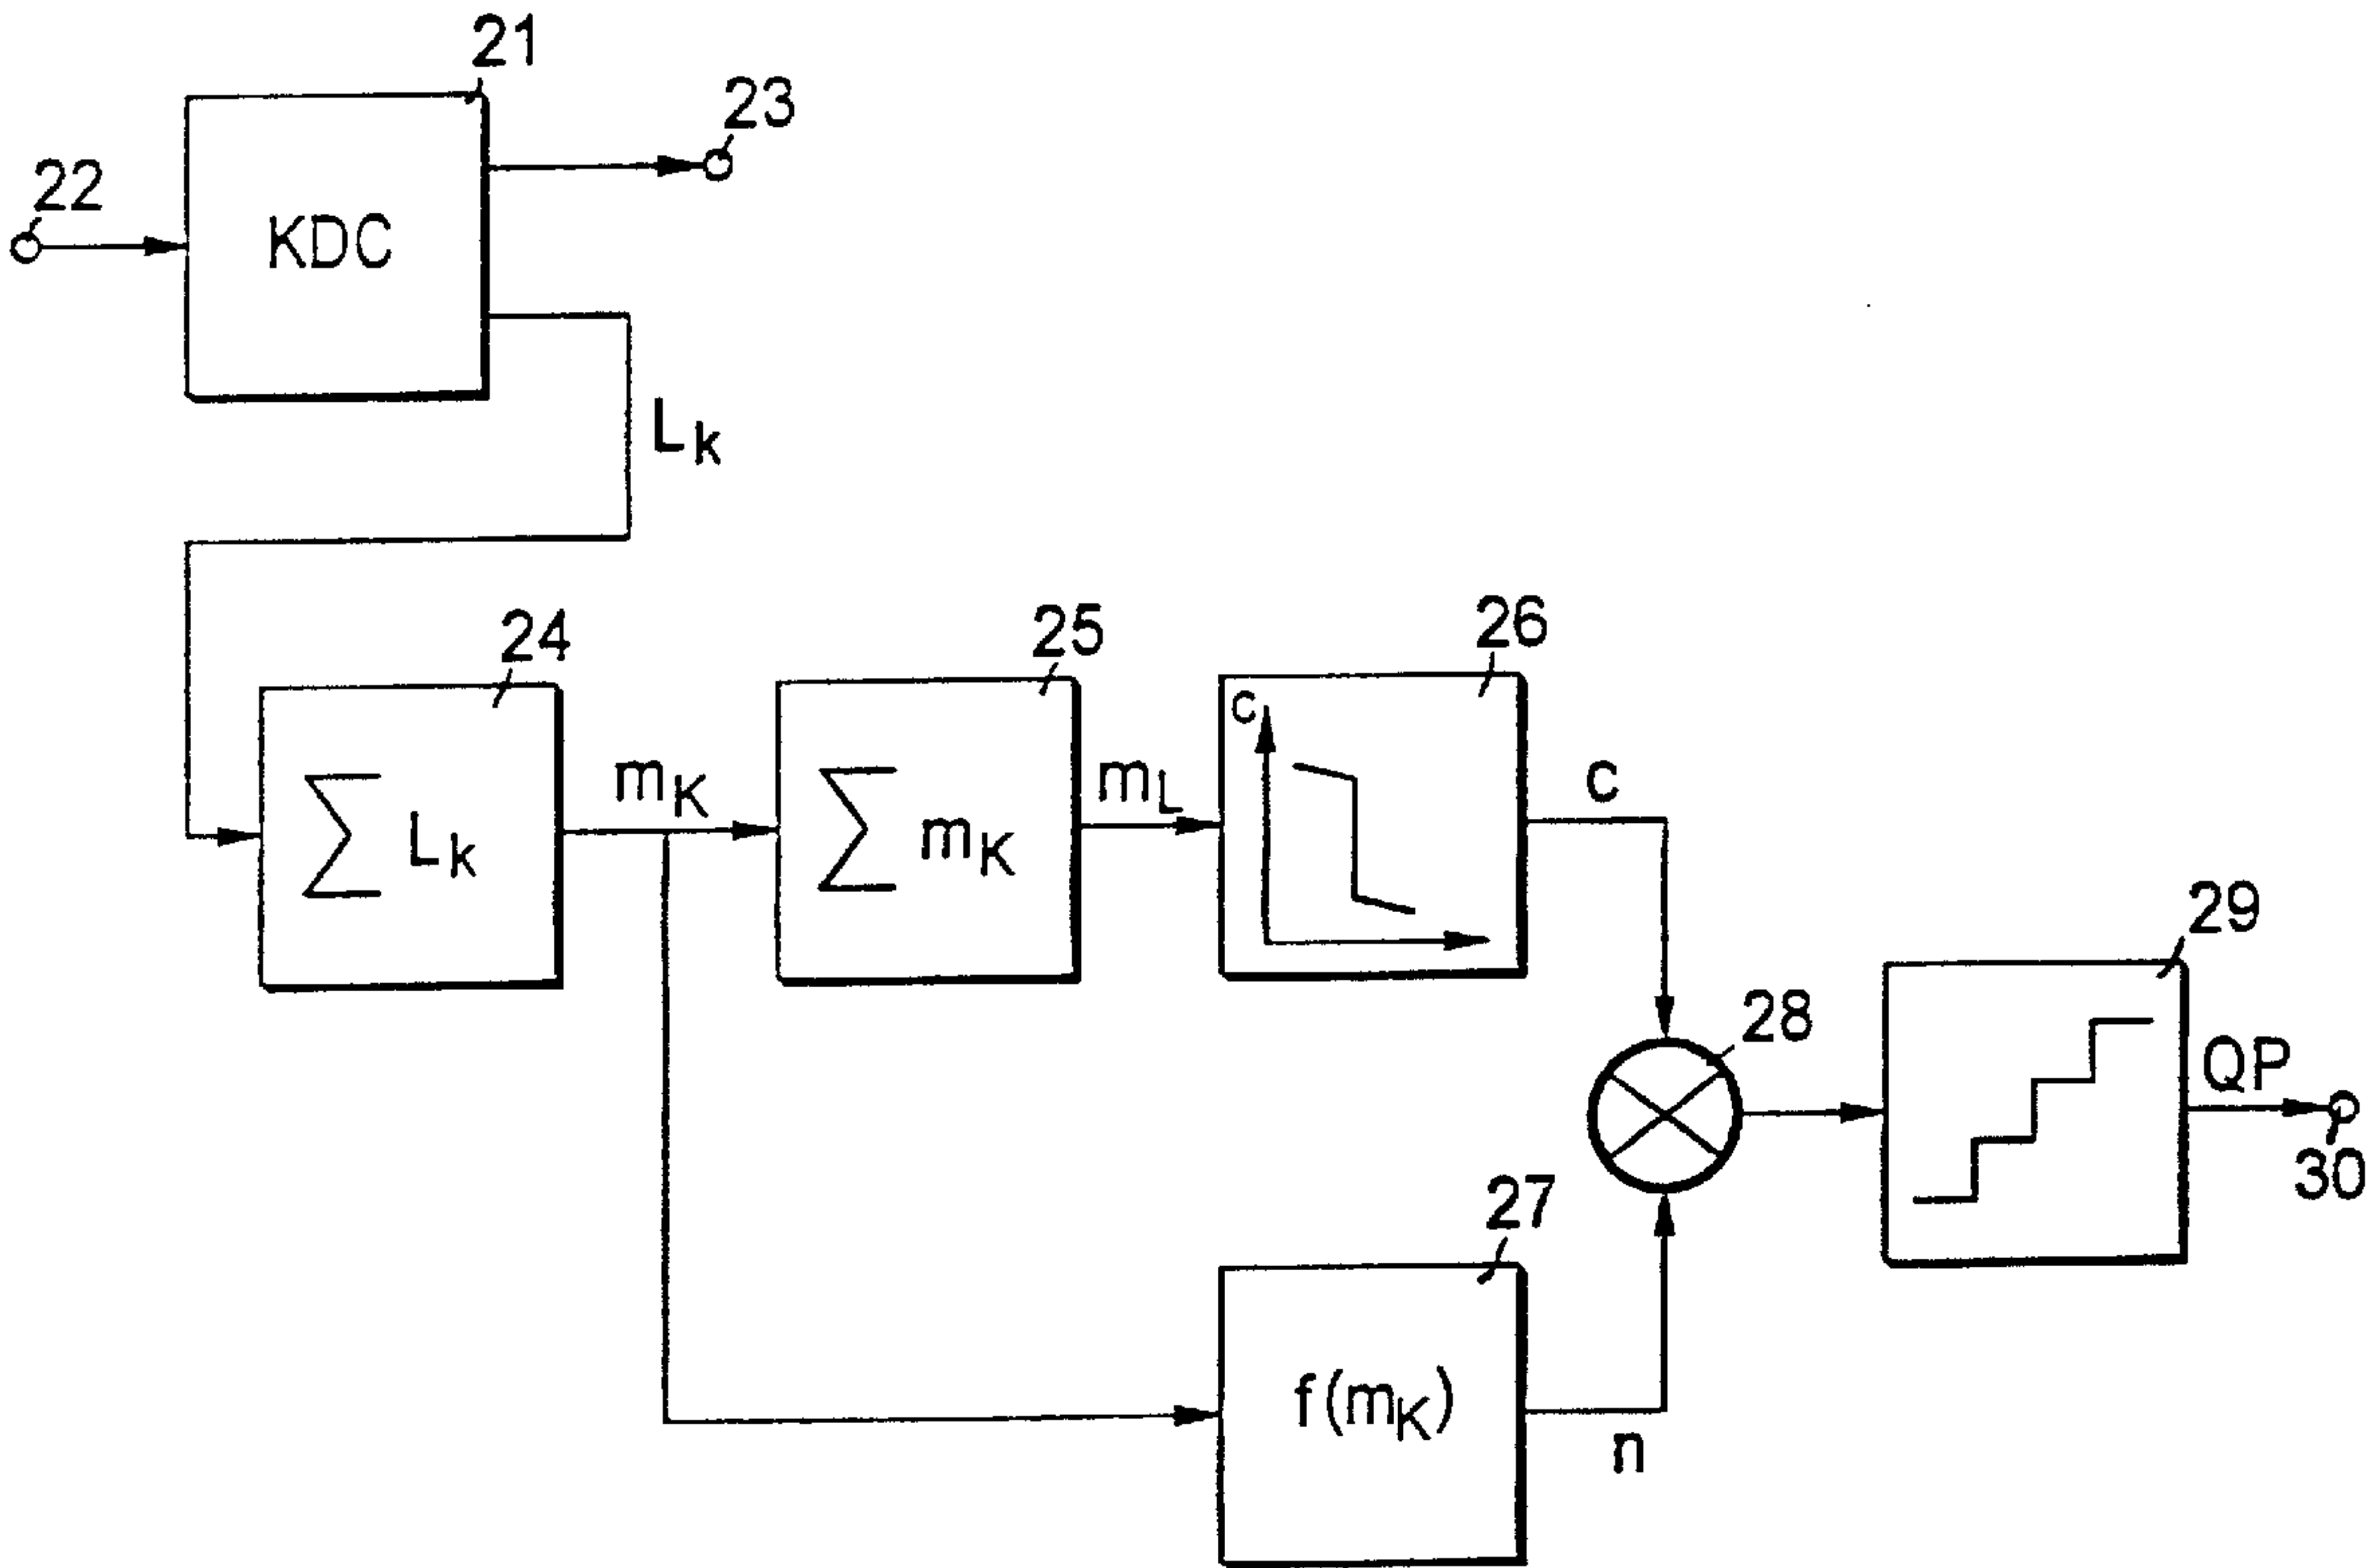 21
23
22
KDC
Lk
24
25
26
c
mK
mL
c
∑ Lk
∑ mK
29
28
QP
30
27
f(mK)
n